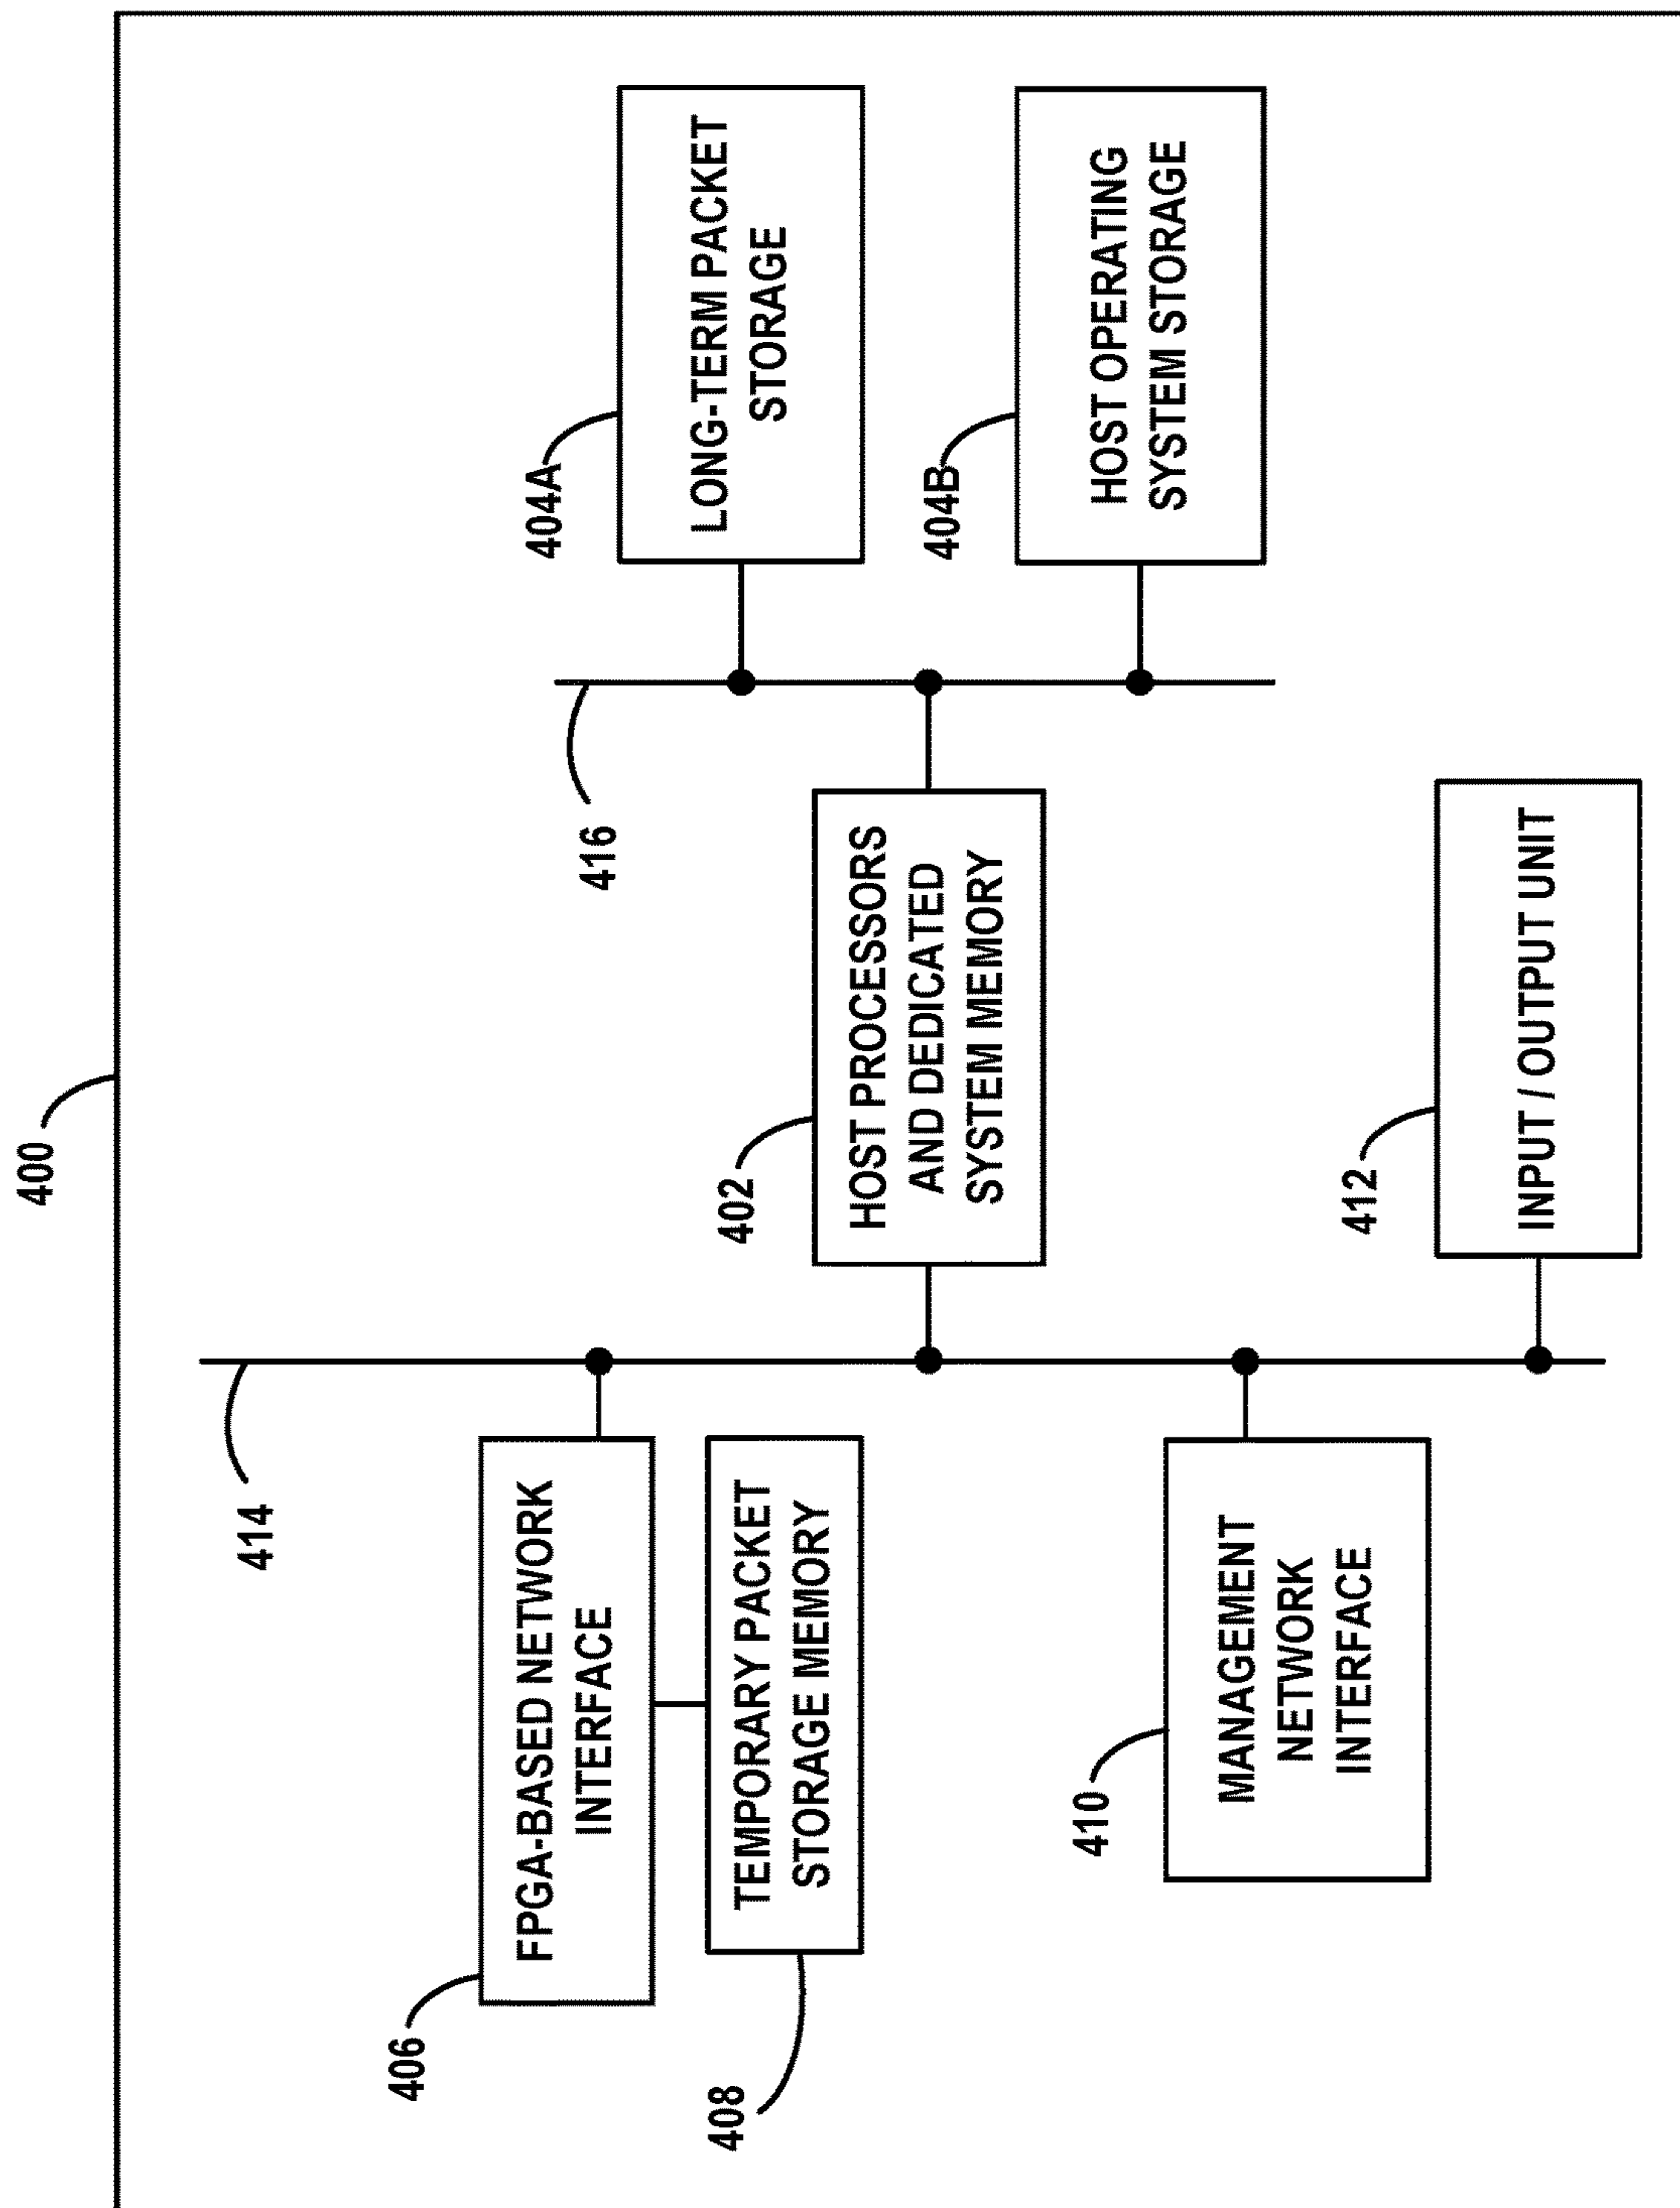 400
404A
LONG-TERM PACKET
STORAGE
404B
HOST OPERATING
SYSTEM STORAGE
416
402
HOST PROCESSORS
AND DEDICATED
SYSTEM MEMORY
412
INPUT / OUTPUT UNIT
414
406
FPGA-BASED NETWORK
INTERFACE
408
TEMPORARY PACKET
STORAGE MEMORY
410
MANAGEMENT
NETWORK
INTERFACE